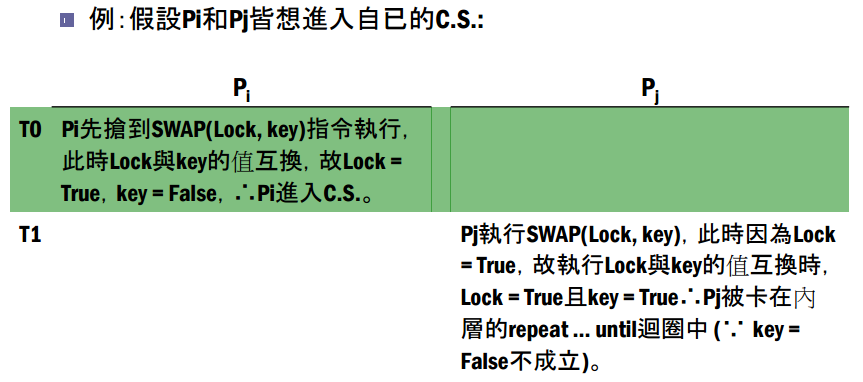 例：假設Pi和Pj皆想進入自已的C.S.:
Pi
Pj
T0 Pi先搶到SWAP(Lock, key)指令執行，
此時Lock與key的值互換，故Lock =
True，key = False，∴Pi進入C.S.。
T1
Pj執行SWAP(Lock, key)，此時因為Lock
= True，故執行Lock與key的值互換時，
Lock = True且key = True∴Pj被卡在內
層的repeat … until迴圈中 (∵ key =
False不成立)。